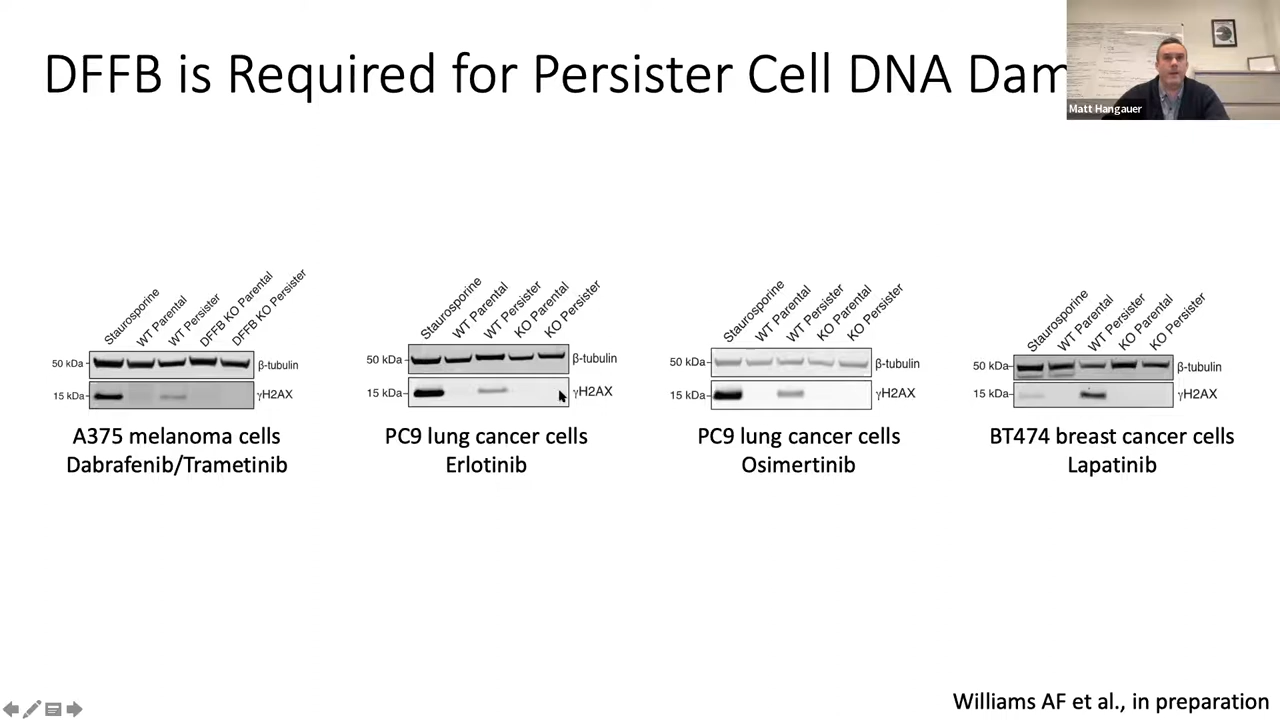 DFFB is Required for Persister Cell DNA Dam
Matt Hangauer
Staurosporine
WT Parental
WT Persister
DFFB KO Parental
DFFB KO Persister
50 kDa
β-tubulin
15 kDa
γH2AX
A375 melanoma cells
Dabrafenib/Trametinib
Staurosporine
WT Parental
WT Persister
KO Parental
KO Persister
50 kDa
β-tubulin
15 kDa
γH2AX
PC9 lung cancer cells
Erlotinib
Staurosporine
WT Parental
WT Persister
KO Parental
KO Persister
50 kDa
β-tubulin
15 kDa
γH2AX
PC9 lung cancer cells
Osimertinib
Staurosporine
WT Parental
WT Persister
KO Parental
KO Persister
50 kDa
β-tubulin
15 kDa
γH2AX
BT474 breast cancer cells
Lapatinib
Williams AF et al., in preparation